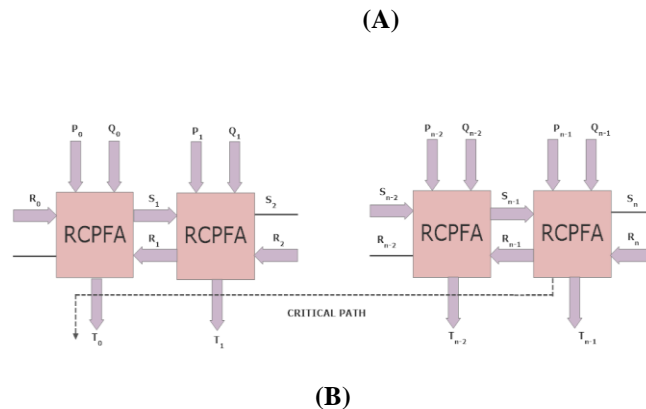 (A)
P0 Q0 P1 Q1 Pn-2 Qn-2 Pn-1 Qn-1
R0 S1 S2 Sn-2 Sn-1 Sn
RCPFA RCPFA RCPFA RCPFA
R1 R2 Rn-2 Rn-1 Rn
CRITICAL PATH
T0 T1 Tn-2 Tn-1
(B)